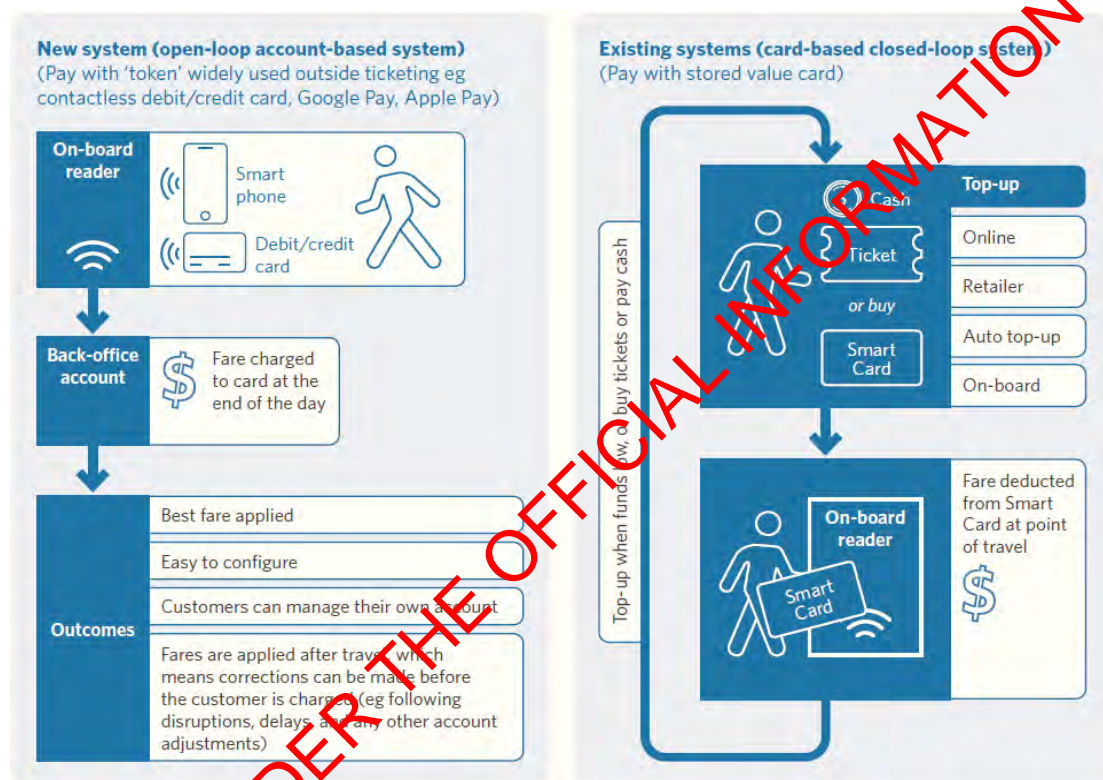 New system (open-loop account-based system)
(Pay with ‘token’ widely used outside ticketing eg
contactless debit/credit card, Google Pay, Apple Pay)
On-board
reader
Smart
phone
Debit/credit
card
Back-office
account
$
Fare charged
to card at the
end of the day
Outcomes
Best fare applied
Easy to configure
Customers can manage their own account
Fares are applied after travel, which
means corrections can be made before
the customer is charged (eg following
disruptions, delays, and any other account
adjustments)
Existing systems (card-based closed-loop system)
(Pay with stored value card)
Top-up when funds low, or buy tickets or pay cash
$ Cash
Ticket
or buy
Smart
Card
Top-up
Online
Retailer
Auto top-up
On-board
On-board
reader
Smart
Card
Fare deducted
from Smart
Card at point
of travel
$
DER THE OFFICIAL INFORMATION